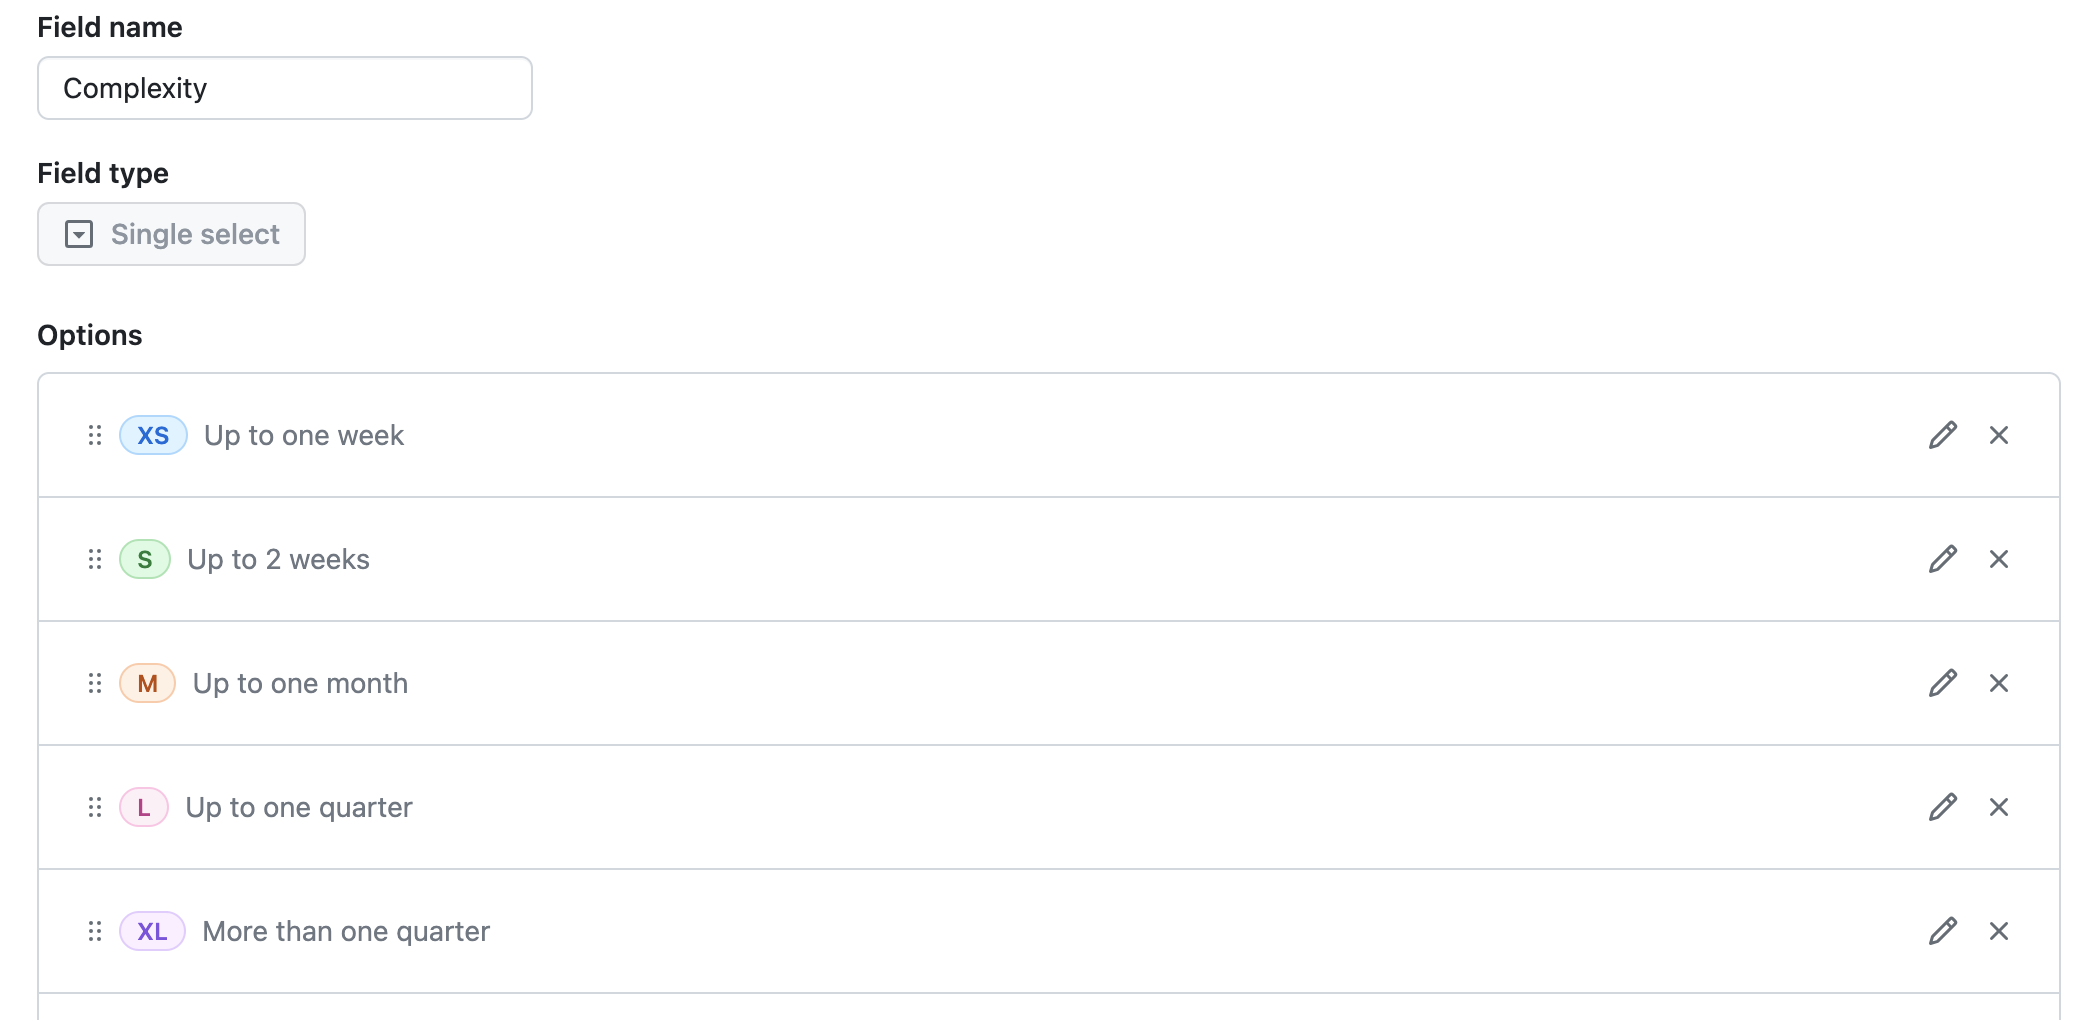 Field name
Complexity
Field type
Single select
Options
XS Up to one week
S Up to 2 weeks
M Up to one month
L Up to one quarter
XL More than one quarter